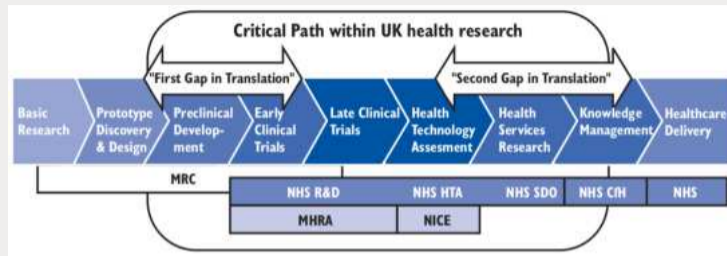 Critical Path within UK health research
"First Gap in Translation"
"Second Gap in Translation"
Basic
Research
Prototype
Discovery
& Design
Preclinical
Develop-
ment
Early
Clinical
Trials
Late Clinical
Trials
Health
Technology
Assesment
Health
Services
Research
Knowledge
Management
Healthcare
Delivery
MRC
NHS R&D
NHS HTA
NHS SDO
NHS CfH
NHS
MHRA
NICE